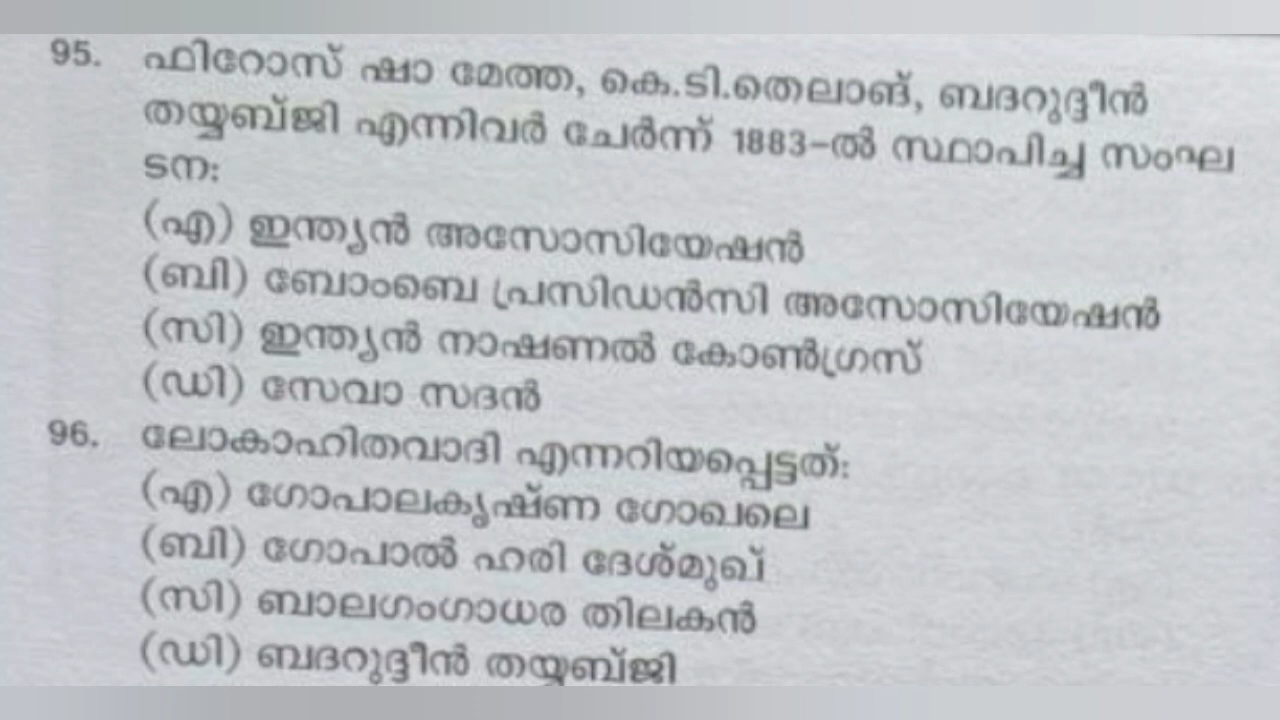 95. ഫിറോസ് ഷാ മേത്ത, കെ.ടി.തെലാങ്, ബദറുദ്ദീൻ
തയ്യബ്ജി എന്നിവർ ചേർന്ന് 1883-ൽ സ്ഥാപിച്ച സംഘ
ടന:
(എ) ഇന്ത്യൻ അസോസിയേഷൻ
(ബി) ബോംബെ പ്രസിഡൻസി അസോസിയേഷൻ
(സി) ഇന്ത്യൻ നാഷണൽ കോൺഗ്രസ്
(ഡി) സേവാ സദൻ
96. ലോകാഹിതവാദി എന്നറിയപ്പെട്ടത്:
(എ) ഗോപാലകൃഷ്ണ ഗോഖലെ
(ബി) ഗോപാൽ ഹരി ദേശ്മുഖ്
(സി) ബാലഗംഗാധര തിലകൻ
(ഡി) ബദറുദ്ദീൻ തയ്യബ്ജി